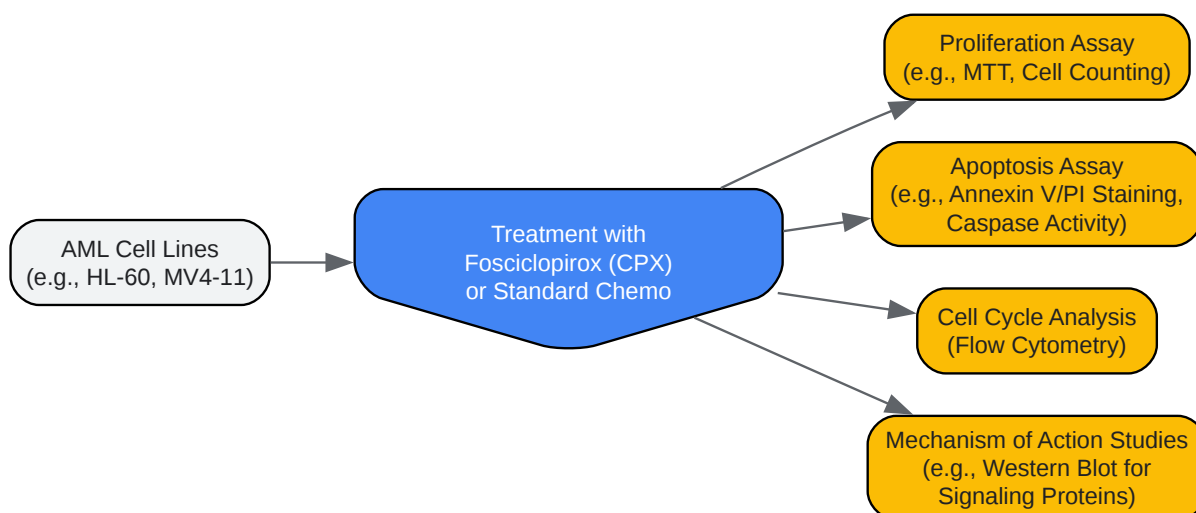 AML Cell Lines
(e.g., HL-60, MV4-11)
Treatment with
Fosciclopirox (CPX)
or Standard Chemo
Proliferation Assay
(e.g., MTT, Cell Counting)
Apoptosis Assay
(e.g., Annexin V/PI Staining,
Caspase Activity)
Cell Cycle Analysis
(Flow Cytometry)
Mechanism of Action Studies
(e.g., Western Blot for
Signaling Proteins)